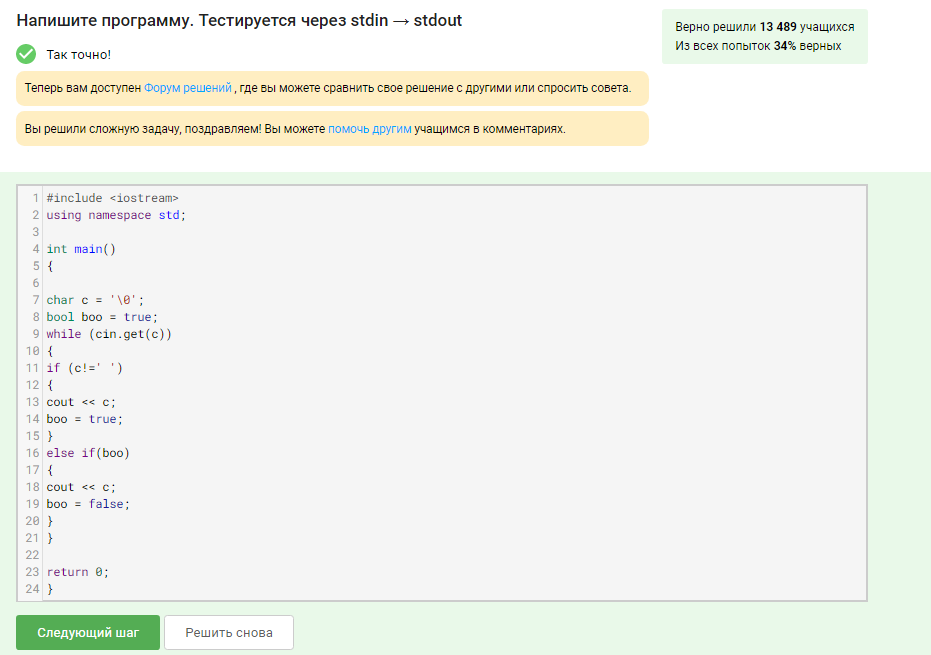 Напишите программу. Тестируется через stdin → stdout
Верно решили 13 489 учащихся
Из всех попыток 34% верных
Так точно!
Теперь вам доступен Форум решений , где вы можете сравнить свое решение с другими или спросить совета.
Вы решили сложную задачу, поздравляем! Вы можете помочь другим учащимся в комментариях.
1 #include <iostream>
2 using namespace std;
3
4 int main()
5 {
6
7 char c = '\0';
8 bool boo = true;
9 while (cin.get(c))
10 {
11 if (c!=' ')
12 {
13 cout << c;
14 boo = true;
15 }
16 else if(boo)
17 {
18 cout << c;
19 boo = false;
20 }
21 }
22
23 return 0;
24 }
Следующий шаг
Решить снова